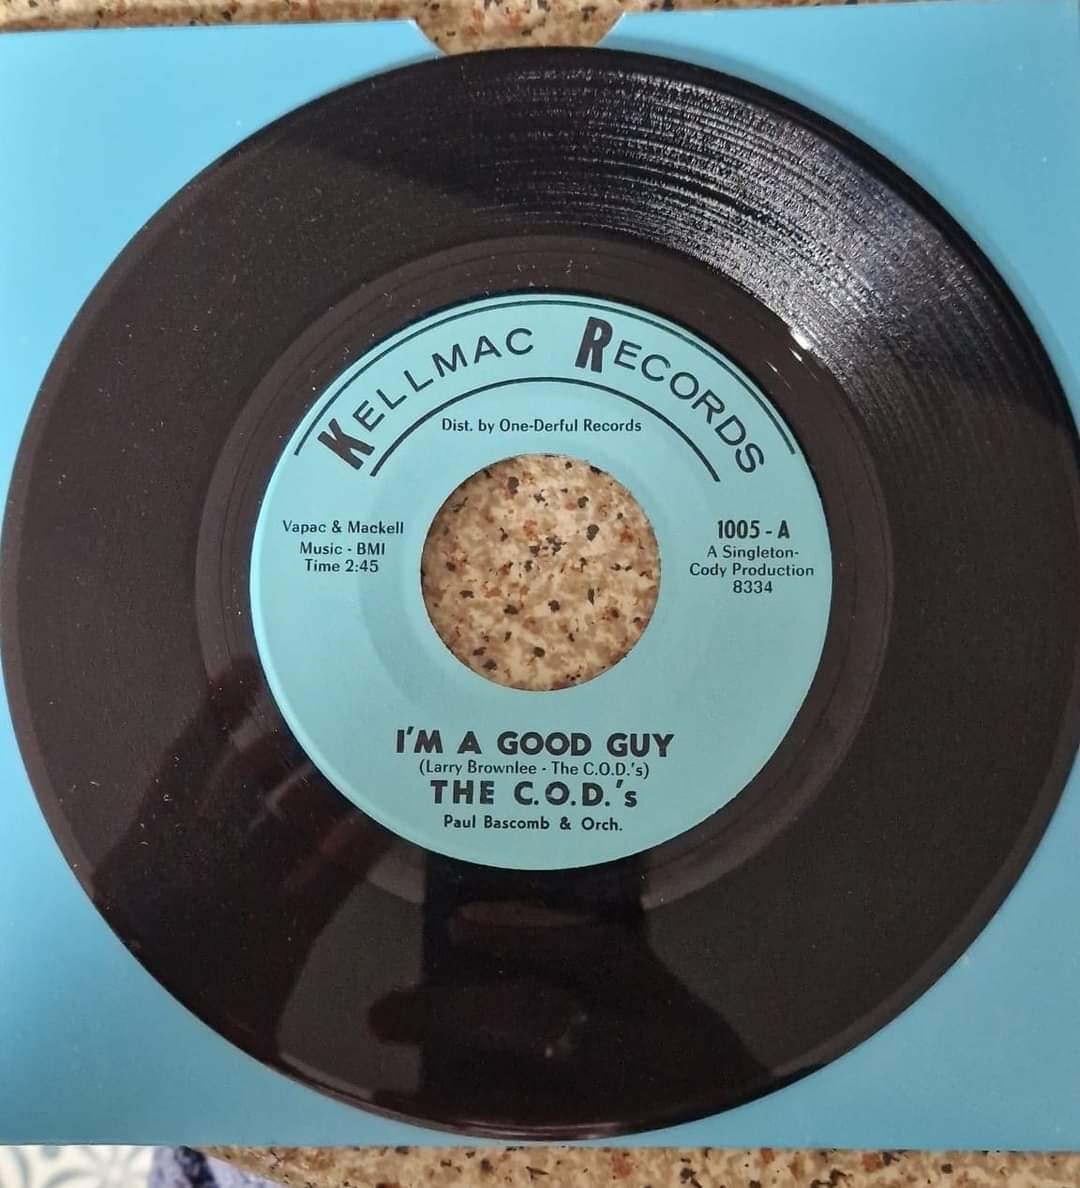 KELLMAC RECORDS
Dist. by One-Derful Records
Vapac & Mackell
Music - BMI
Time 2:45
1005 - A
A Singleton-
Cody Production
8334
I'M A GOOD GUY
(Larry Brownlee - The C.O.D.'s)
THE C.O.D.'s
Paul Bascomb & Orch.